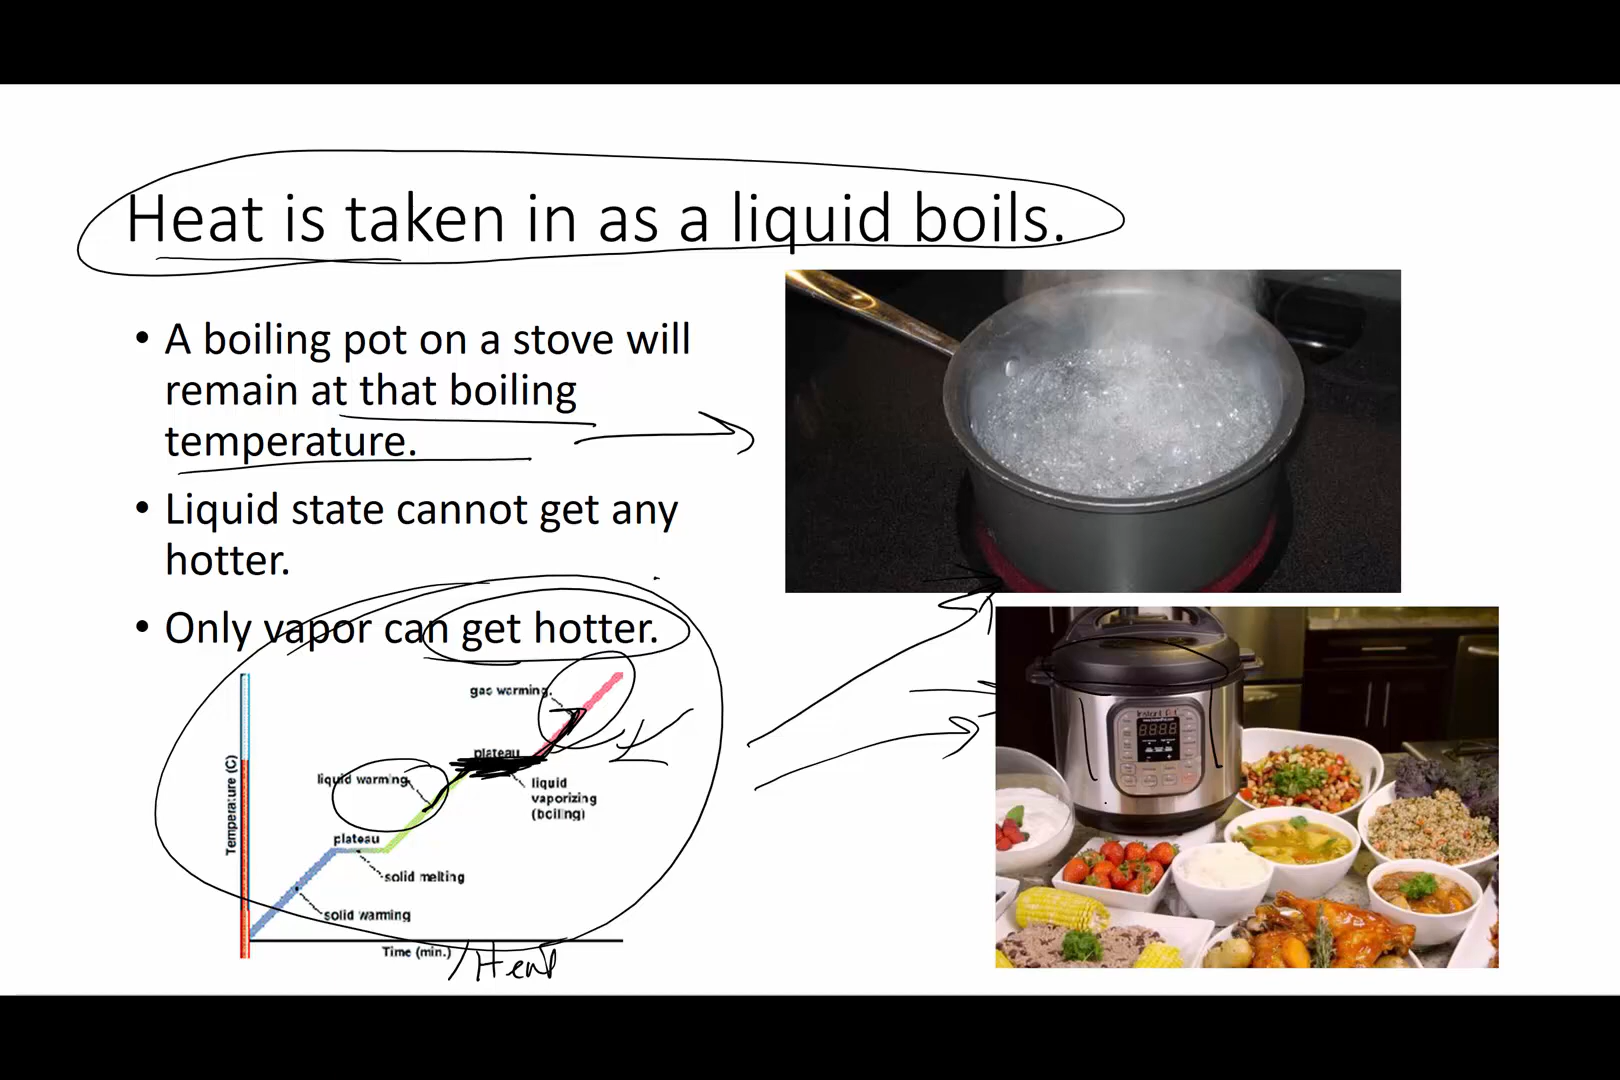 Heat is taken in as a liquid boils.
• A boiling pot on a stove will
remain at that boiling
temperature.
• Liquid state cannot get any
hotter.
• Only vapor can get hotter.
gas warming
plateau
liquid warming
liquid
vaporizing
(boiling)
plateau
solid melting
solid warming
Temperature (C)
Time (min.)
/Heat
Instant Pot